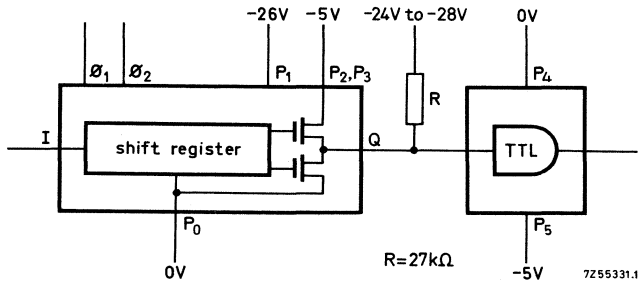 -26V
-5V
-24V to -28V
0V
Ø1
Ø2
P1
P2,P3
P4
R
I
shift register
Q
TTL
P0
P5
0V
R=27kΩ
-5V
7Z55331.1